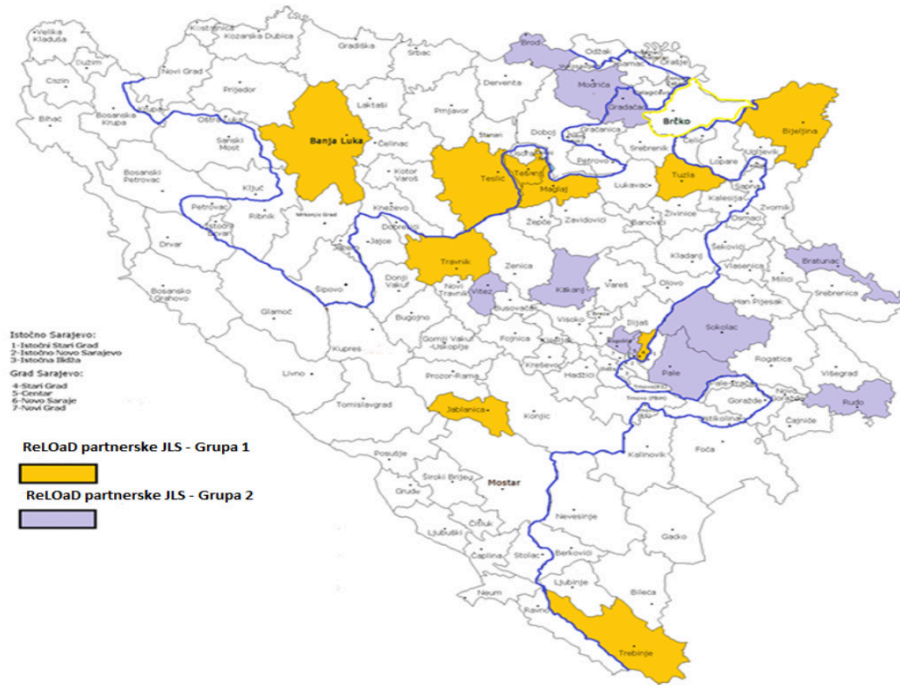 Velika
Kladuša
Kostajnica
Kozarska Dubica
Gradiška
Srbac
Brod
Odžak
Orašje
Novi Grad
Prijedor
Laktaši
Prnjavor
Derventa
Modriča
Gradačac
Brčko
Bijeljina
Bihać
Bosanska
Krupa
Sanski
Most
Banja Luka
Čelinac
Doboj
Gračanica
Srebrenik
Čelić
Lopare
Ugljevik
Bosanski
Petrovac
Ključ
Kotor
Varoš
Teslić
Tešanj
Maglaj
Petrovo
Lukavac
Tuzla
Kalesija
Sapna
Zvornik
Petrovac
Istočni
Drvar
Ribnik
Mrkonjić Grad
Kneževo
Dobretići
Žepče
Zavidovići
Banovići
Živinice
Osmaci
Drvar
Jajce
Šipovo
Travnik
Zenica
Kakanj
Vareš
Olovo
Kladanj
Šekovići
Vlasenica
Milići
Bratunac
Srebrenica
Bosansko
Grahovo
Glamoč
Donji
Vakuf
Novi
Travnik
Vitez
Busovača
Visoko
Ilijaš
Sokolac
Han Pijesak
Kupres
Bugojno
Gornji Vakuf
-Uskoplje
Fojnica
Kreševo
Hadžići
Pale
Rogatica
Višegrad
Livno
Tomislavgrad
Prozor-Rama
Jablanica
Konjic
Goražde
Čajniče
Rudo
Kalinovik
Foča
Posušje
Široki Brijeg
Mostar
Grude
Čitluk
Ljubuški
Čapljina
Stolac
Nevesinje
Gacko
Berkovići
Neum
Ravno
Ljubinje
Bileća
Trebinje
Istočno Sarajevo:
1-Istočni Stari Grad
2-Istočno Novo Sarajevo
3-Istočna Ilidža
Grad Sarajevo:
4-Stari Grad
5-Centar
6-Novo Saraje
7-Novi Grad
ReLOaD partnerske JLS - Grupa 1
ReLOaD partnerske JLS - Grupa 2